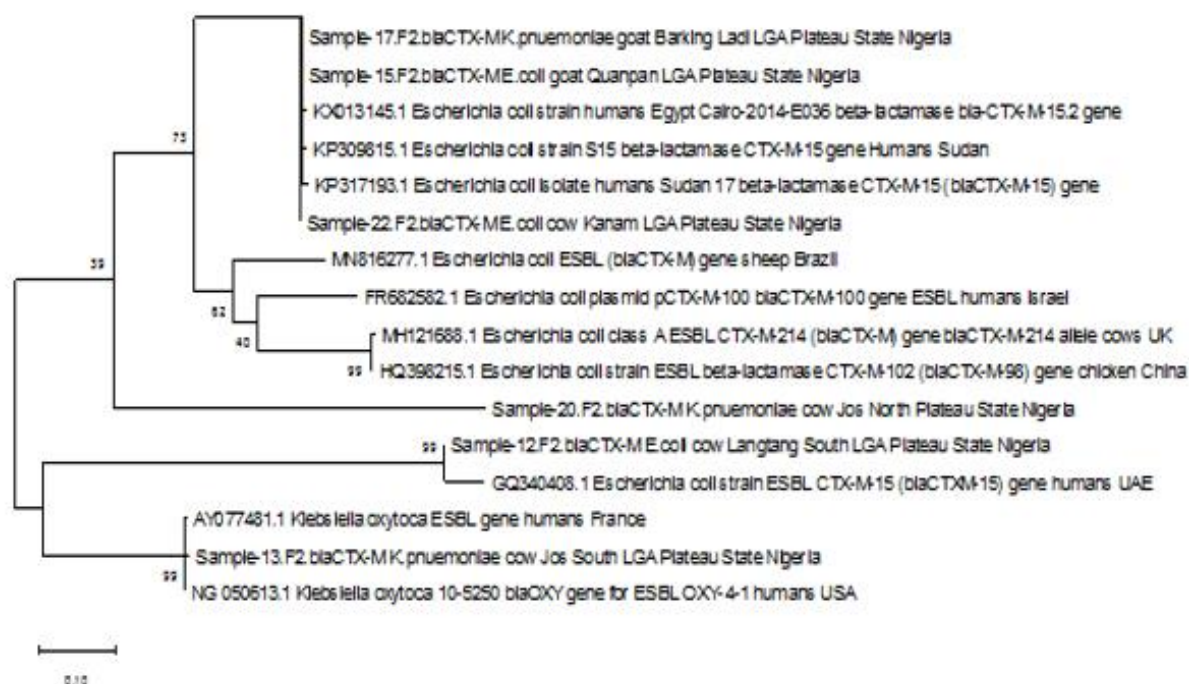 Sample-17.F2.blaCTX-MK.pnuemoniae goat Barking Ladi LGA Plateau State Nigeria
Sample-15.F2.blaCTX-ME.coli goat Quanpan LGA Plateau State Nigeria
KX013145.1 Escherichia coli strain humans Egypt Cairo-2014-E036 beta-lactamase bla-CTX-M-15.2 gene
KP309815.1 Escherichia coli strain S15 beta-lactamase CTX-M-15 gene Humans Sudan
73
KP317193.1 Escherichia coli isolate humans Sudan 17 beta-lactamase CTX-M-15 (blaCTX-M-15) gene
Sample-22.F2.blaCTX-ME.coli cow Kanam LGA Plateau State Nigeria
39
MN816277.1 Escherichia coli ESBL (blaCTX-M) gene sheep Brazil
FR682582.1 Escherichia coli plasmid pCTX-M-100 blaCTX-M-100 gene ESBL humans Israel
62
MH121688.1 Escherichia coli class A ESBL CTX-M-214 (blaCTX-M) gene blaCTX-M-214 allele cows UK
40
99 HQ398215.1 Escherichia coli strain ESBL beta-lactamase CTX-M-102 (blaCTX-M-98) gene chicken China
Sample-20.F2.blaCTX-MK.pnuemoniae cow Jos North Plateau State Nigeria
99 Sample-12.F2.blaCTX-ME.coli cow Langtang South LGA Plateau State Nigeria
GQ340408.1 Escherichia coli strain ESBL CTX-M-15 (blaCTXM-15) gene humans UAE
AY077481.1 Klebsiella oxytoca ESBL gene humans France
Sample-13.F2.blaCTX-MK.pnuemoniae cow Jos South LGA Plateau State Nigeria
99
NG 050613.1 Klebsiella oxytoca 10-5250 blaOXY gene for ESBL OXY-4-1 humans USA